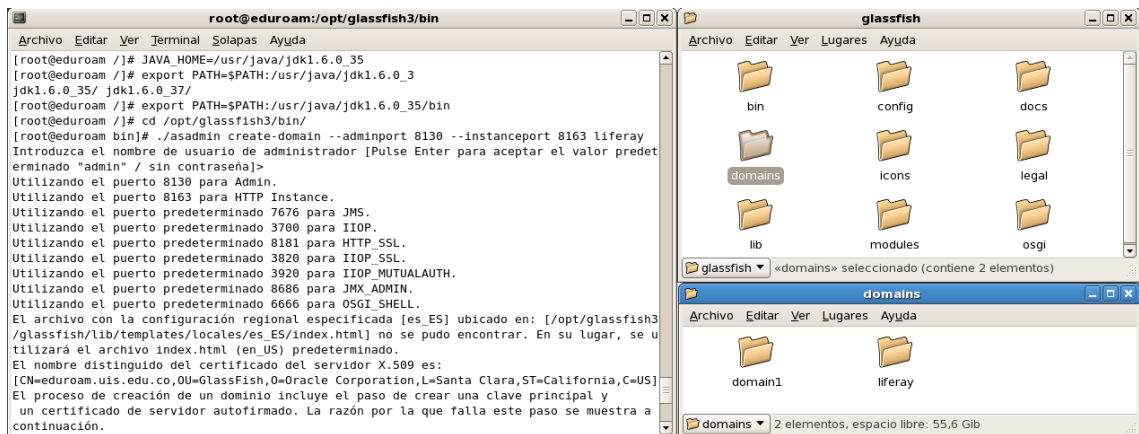 root@eduroam:/opt/glassfish3/bin
Archivo Editar Ver Terminal Solapas Ayuda
[root@eduroam /]# JAVA_HOME=/usr/java/jdk1.6.0_35
[root@eduroam /]# export PATH=$PATH:/usr/java/jdk1.6.0_3
jdk1.6.0_35/ jdk1.6.0_37/
[root@eduroam /]# export PATH=$PATH:/usr/java/jdk1.6.0_35/bin
[root@eduroam /]# cd /opt/glassfish3/bin/
[root@eduroam bin]# ./asadmin create-domain --adminport 8130 --instanceport 8163 liferay
Introduzca el nombre de usuario de administrador [Pulse Enter para aceptar el valor predet
erminado "admin" / sin contraseña]>
Utilizando el puerto 8130 para Admin.
Utilizando el puerto 8163 para HTTP Instance.
Utilizando el puerto predeterminado 7676 para JMS.
Utilizando el puerto predeterminado 3700 para IIOP.
Utilizando el puerto predeterminado 8181 para HTTP_SSL.
Utilizando el puerto predeterminado 3820 para IIOP_SSL.
Utilizando el puerto predeterminado 3920 para IIOP_MUTUALAUTH.
Utilizando el puerto predeterminado 8686 para JMX_ADMIN.
Utilizando el puerto predeterminado 6666 para OSGI_SHELL.
El archivo con la configuración regional especificada [es_ES] ubicado en: [/opt/glassfish3
/glassfish/lib/templates/locales/es_ES/index.html] no se pudo encontrar. En su lugar, se u
tilizará el archivo index.html (en_US) predeterminado.
El nombre distinguido del certificado del servidor X.509 es:
[CN=eduroam.uis.edu.co,OU=GlassFish,O=Oracle Corporation,L=Santa Clara,ST=California,C=US]
El proceso de creación de un dominio incluye el paso de crear una clave principal y
un certificado de servidor autofirmado. La razón por la que falla este paso se muestra a
continuación.
glassfish
Archivo Editar Ver Lugares Ayuda
bin config docs
domains icons legal
lib modules osgi
glassfish «domains» seleccionado (contiene 2 elementos)
domains
Archivo Editar Ver Lugares Ayuda
domain1 liferay
domains 2 elementos, espacio libre: 55,6 Gib